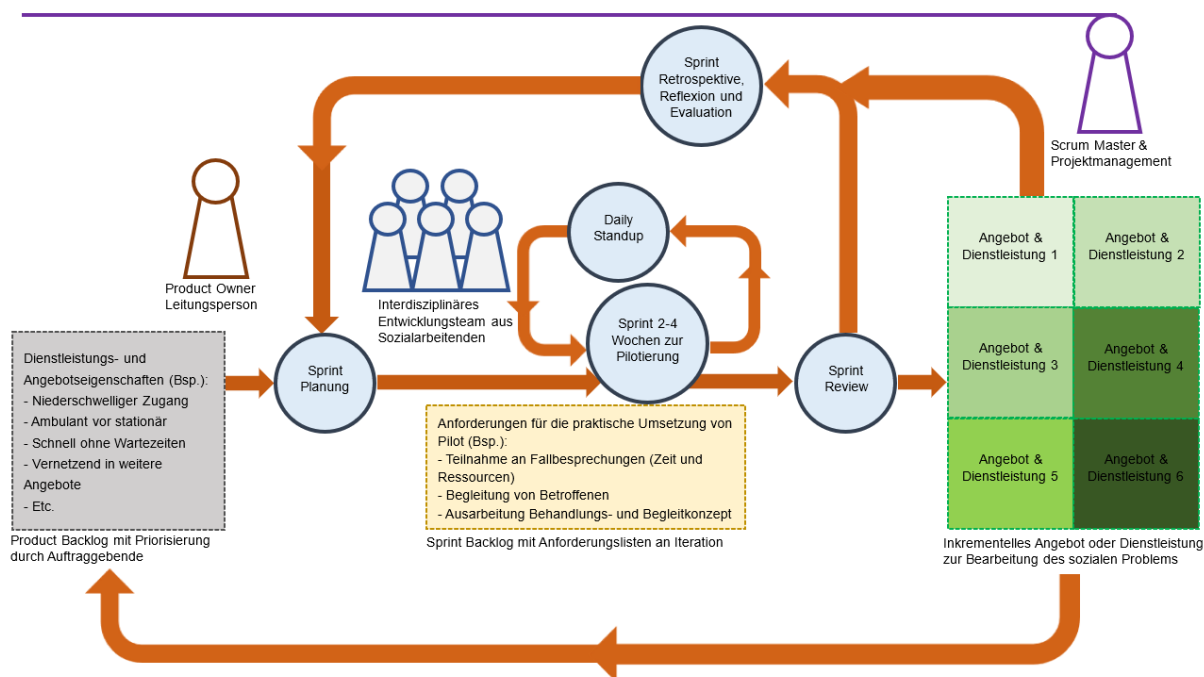 Sprint
Retrospektive,
Reflexion und
Evaluation
Scrum Master &
Projektmanagement
Product Owner
Leitungsperson
Interdisziplinäres
Entwicklungsteam aus
Sozialarbeitenden
Daily
Standup
Sprint 2-4
Wochen zur
Pilotierung
Dienstleistungs- und
Angebotseigenschaften (Bsp.):
- Niederschwelliger Zugang
- Ambulant vor stationär
- Schnell ohne Wartezeiten
- Vernetzend in weitere
Angebote
- Etc.
Product Backlog mit Priorisierung
durch Auftraggebende
Sprint
Planung
Anforderungen für die praktische Umsetzung von
Pilot (Bsp.):
- Teilnahme an Fallbesprechungen (Zeit und
Ressourcen)
- Begleitung von Betroffenen
- Ausarbeitung Behandlungs- und Begleitkonzept
Sprint Backlog mit Anforderungslisten an Iteration
Sprint
Review
Angebot &
Dienstleistung 1
Angebot &
Dienstleistung 2
Angebot &
Dienstleistung 3
Angebot &
Dienstleistung 4
Angebot &
Dienstleistung 5
Angebot &
Dienstleistung 6
Inkrementelles Angebot oder Dienstleistung
zur Bearbeitung des sozialen Problems